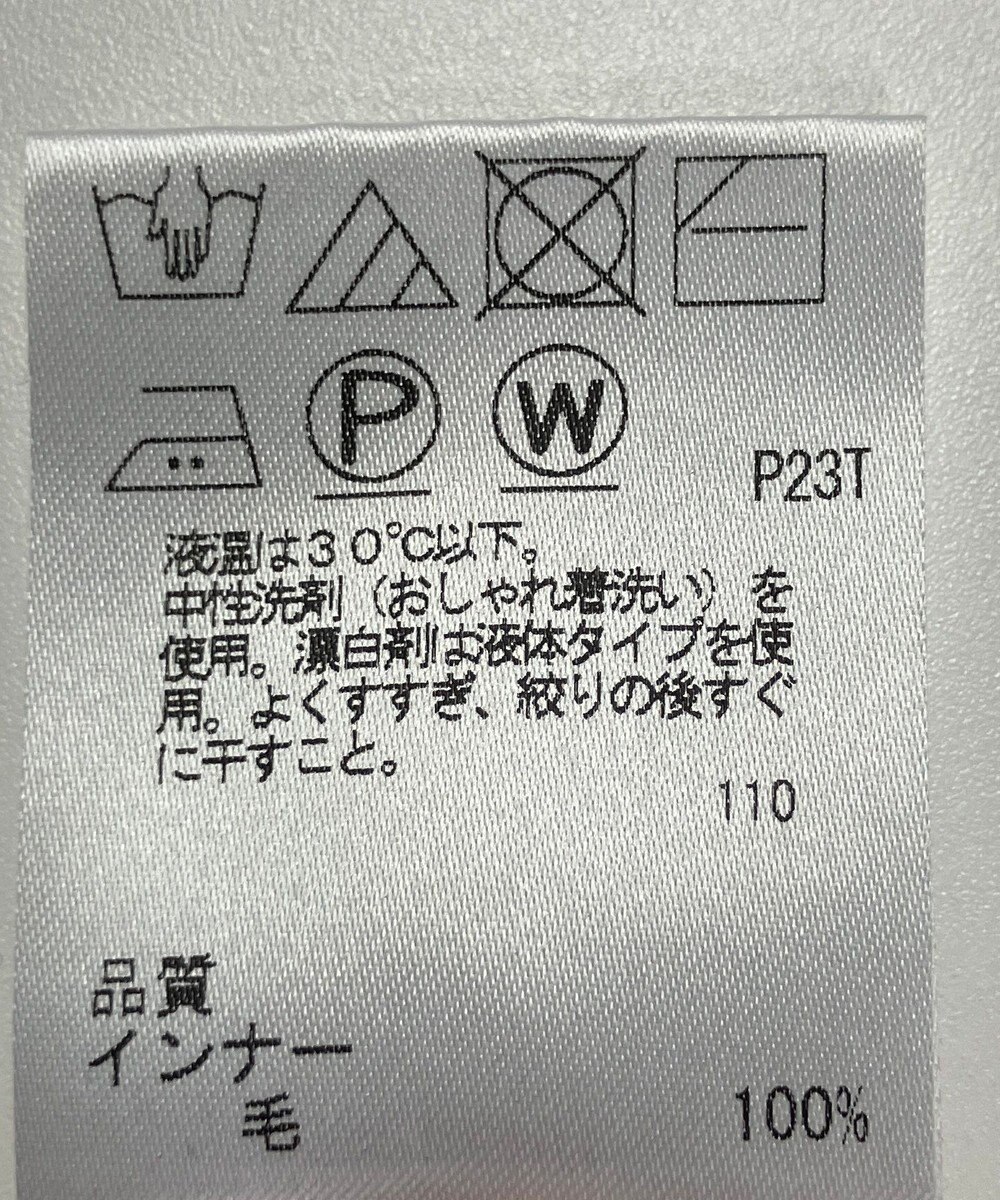 P
W
P23T
液温は30℃以下。
中性洗剤（おしゃれ着洗い）を
使用。漂白剤は液体タイプを使
用。よくすすぎ、絞りの後すぐ
に干すこと。
110
品質
インナー
毛 100%